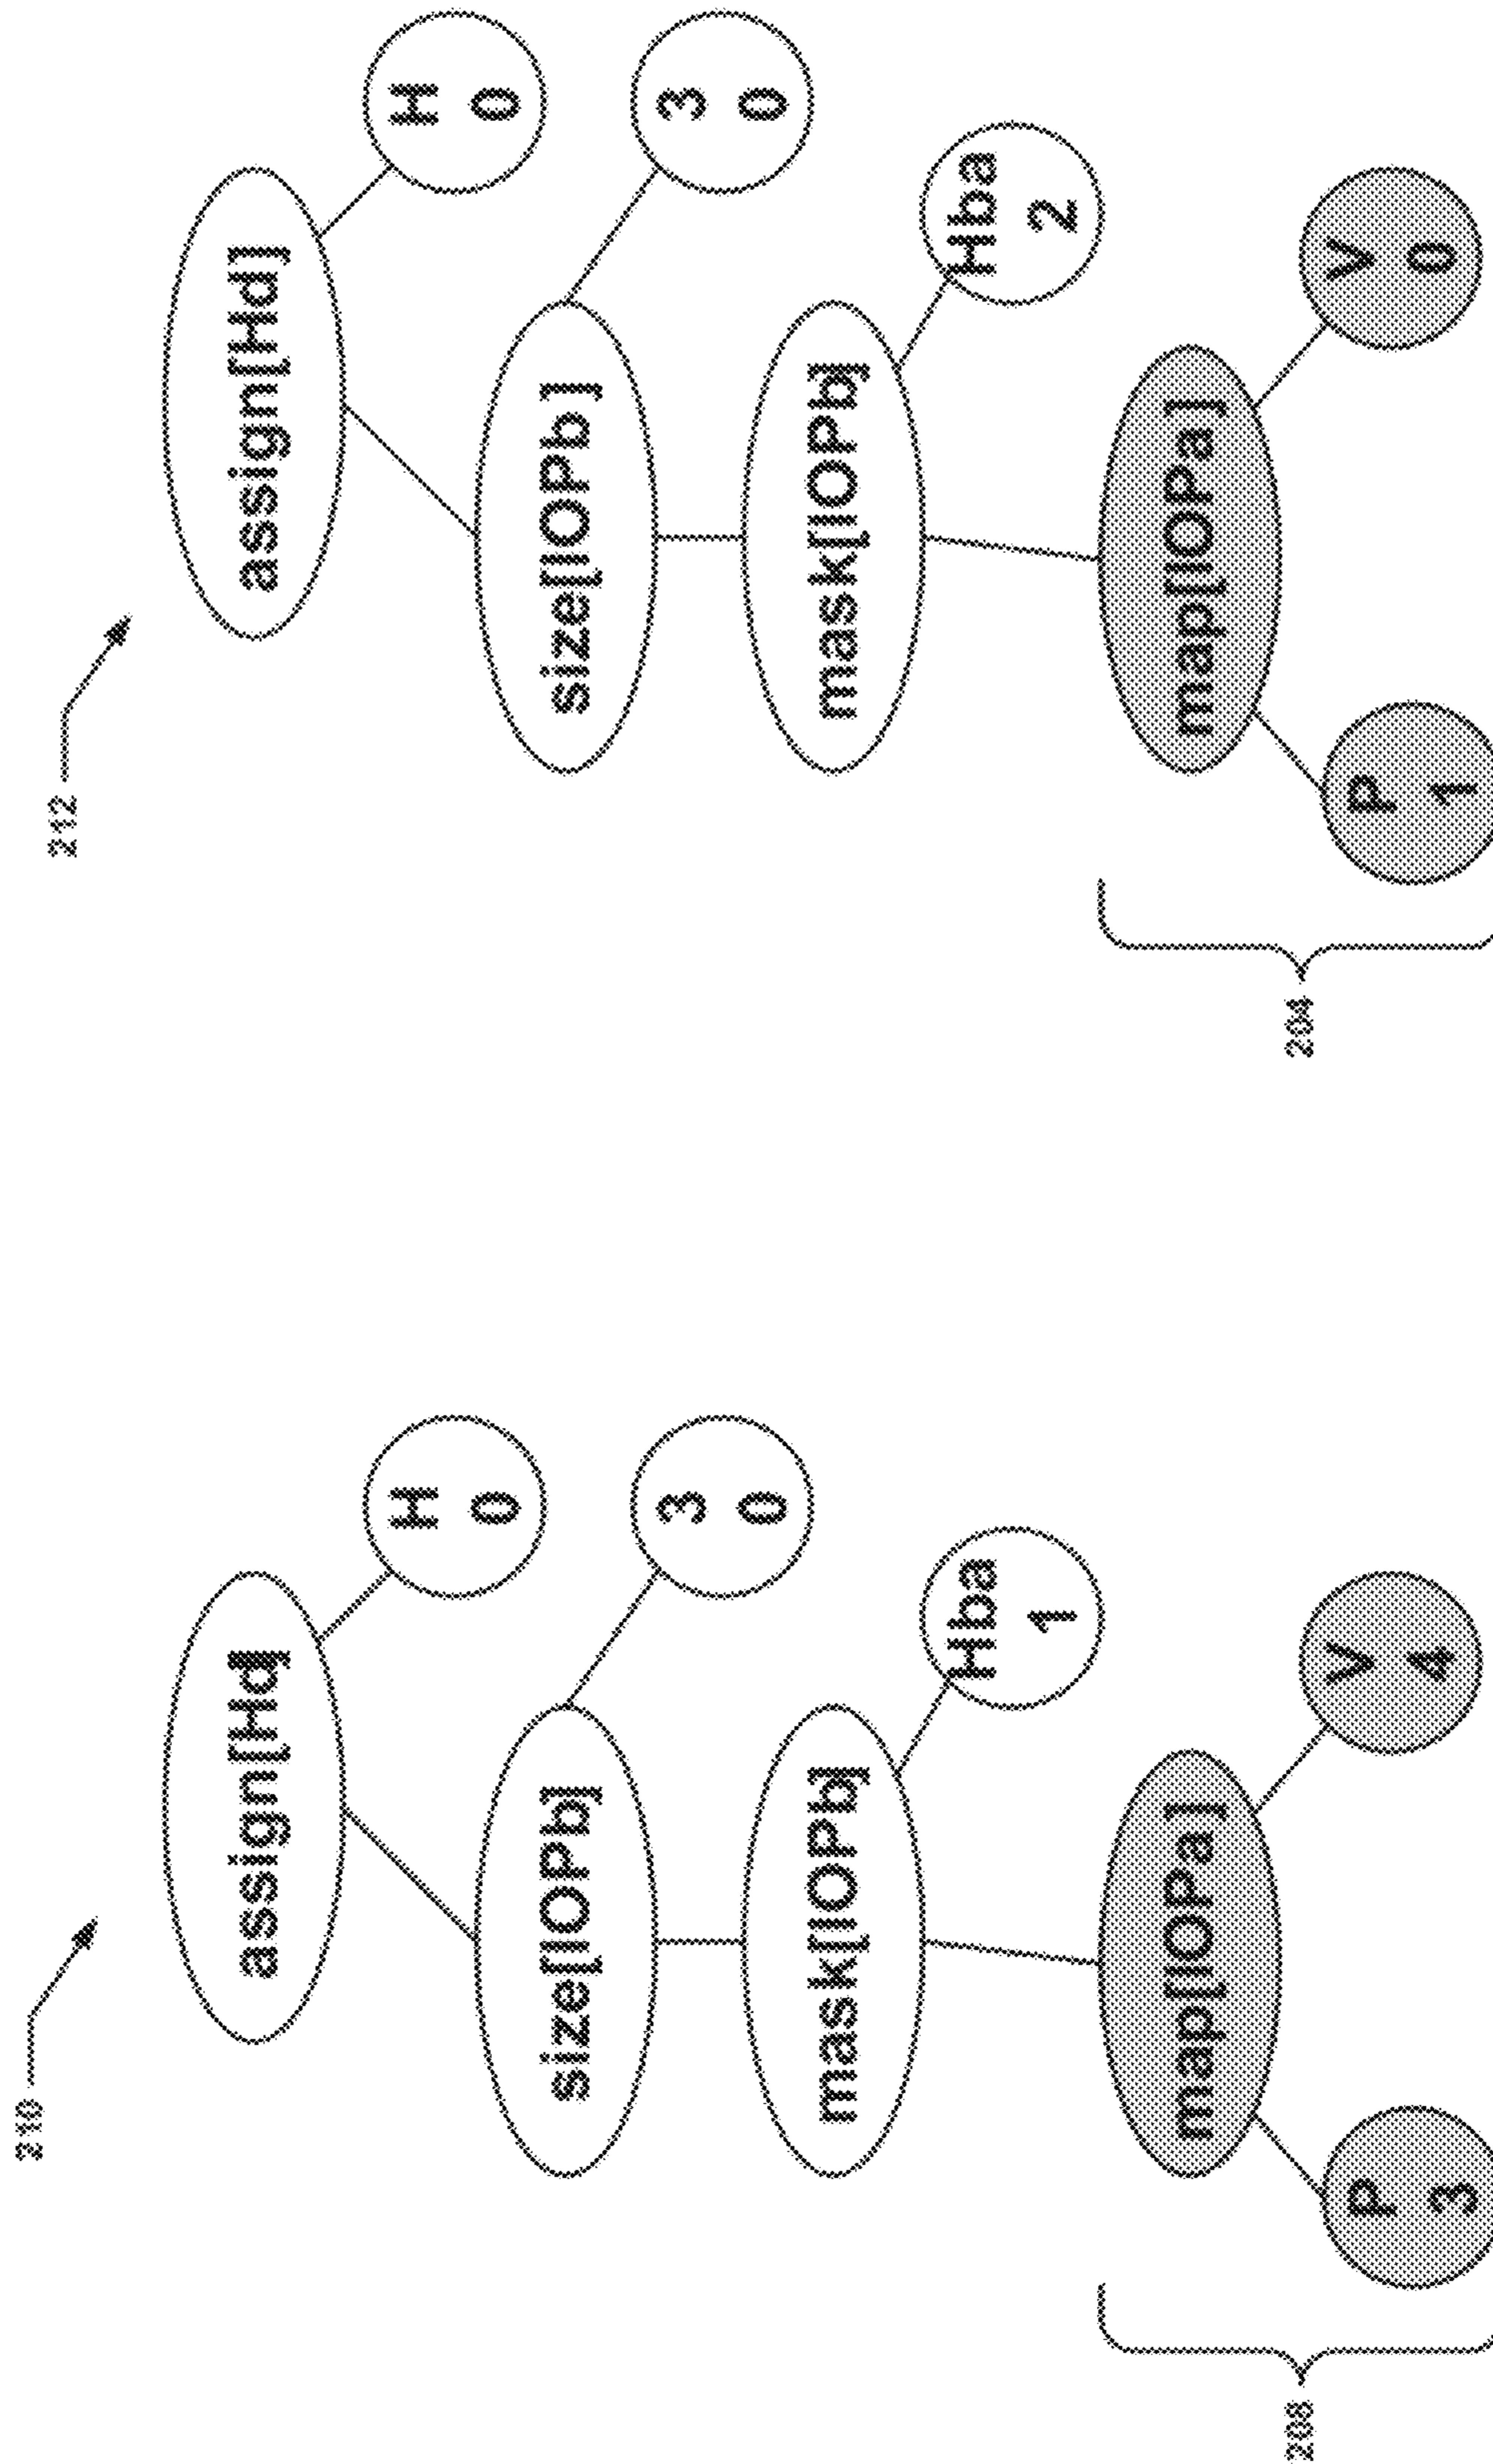 210
assign[Hd]
H
0
size[IOPb]
3
0
mask[IOPb]
Hba
1
map[IOPa]
V
4
P
3
208
212
assign[Hd]
H
0
size[IOPb]
3
0
mask[IOPb]
Hba
2
map[IOPa]
V
0
P
1
204